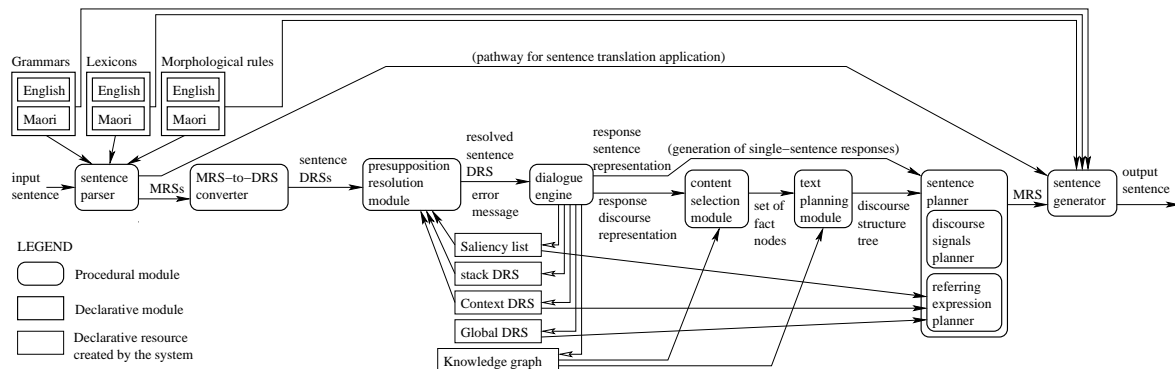 Grammars
English
Maori
Lexicons
English
Maori
Morphological rules
English
Maori
(pathway for sentence translation application)
input
sentence
sentence
parser
MRSs
MRS−to−DRS
converter
sentence
DRSs
presupposition
resolution
module
resolved
sentence
DRS
error
message
dialogue
engine
response
sentence
representation
(generation of single−sentence responses)
response
discourse
representation
content
selection
module
set of
fact
nodes
text
planning
module
discourse
structure
tree
sentence
planner
discourse
signals
planner
referring
expression
planner
MRS
sentence
generator
output
sentence
Saliency list
stack DRS
Context DRS
Global DRS
Knowledge graph
LEGEND
Procedural module
Declarative module
Declarative resource
created by the system